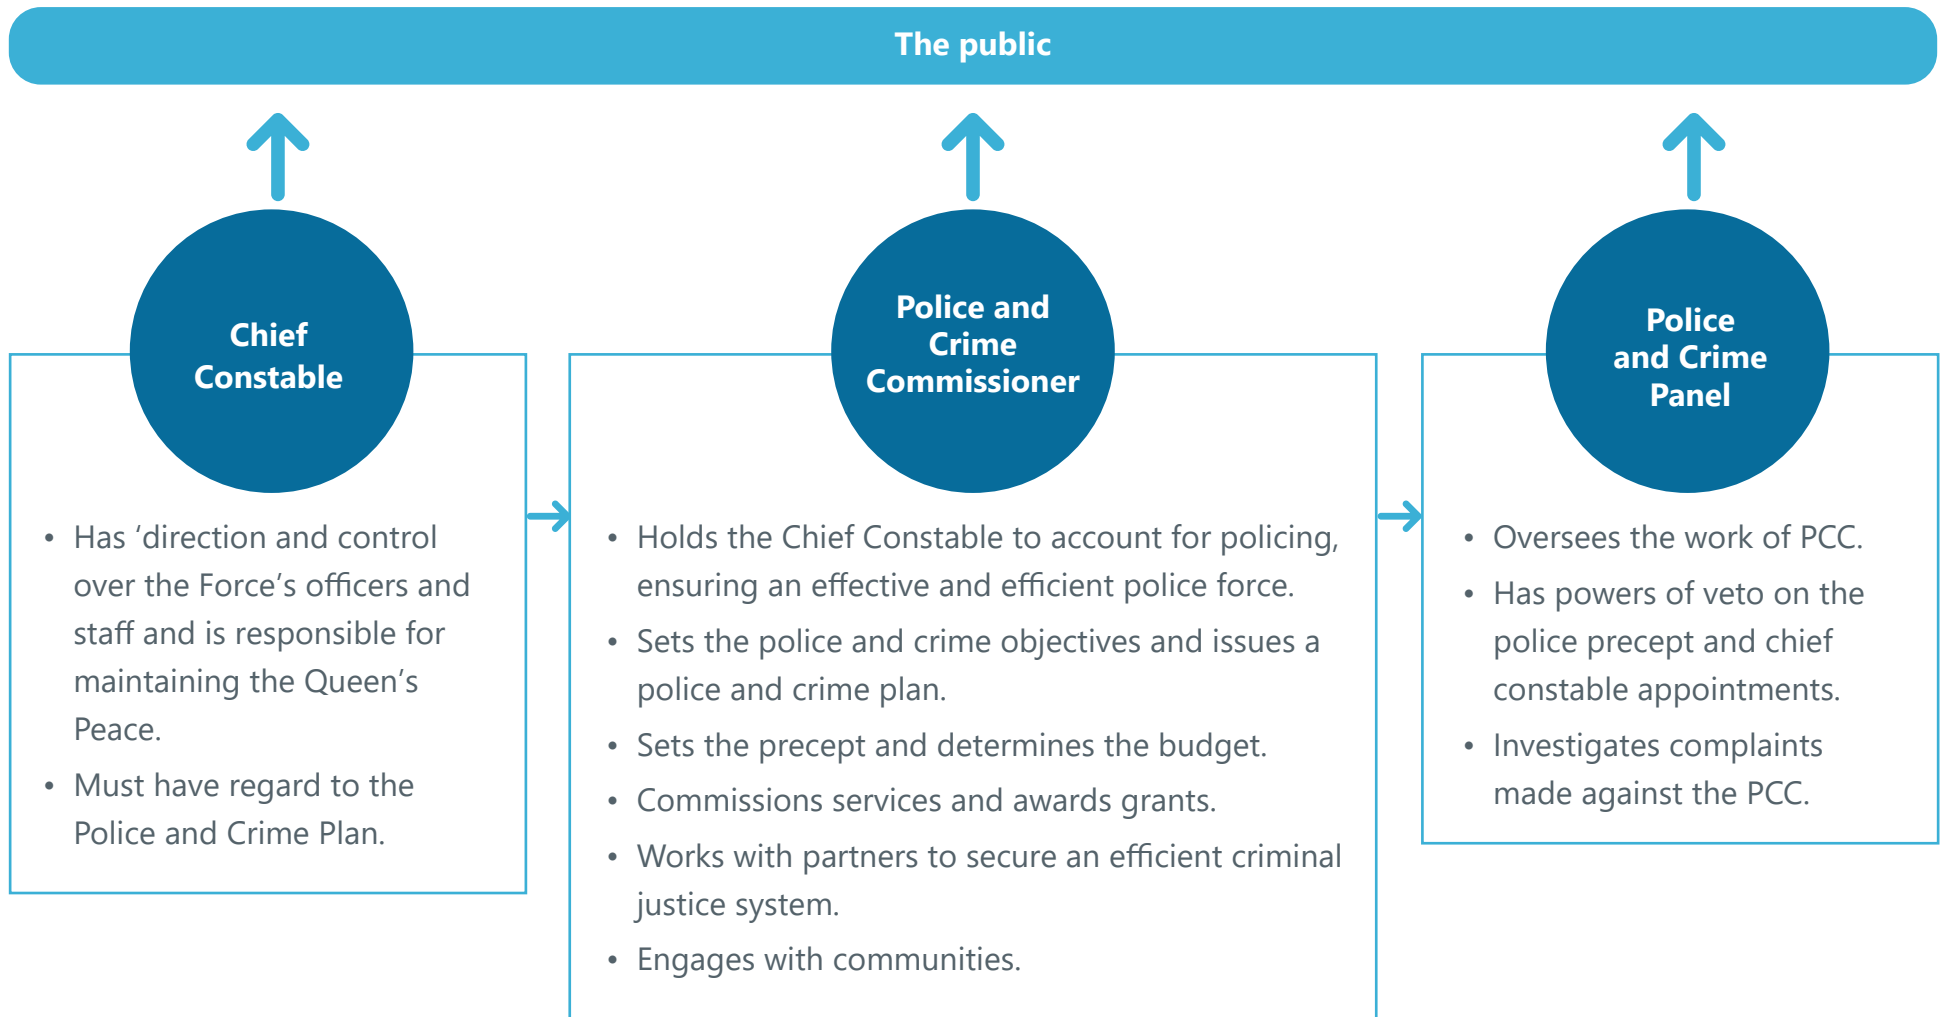 The public
Chief
Constable
• Has ‘direction and control
over the Force’s officers and
staff and is responsible for
maintaining the Queen’s
Peace.
• Must have regard to the
Police and Crime Plan.
Police and
Crime
Commissioner
• Holds the Chief Constable to account for policing,
ensuring an effective and efficient police force.
• Sets the police and crime objectives and issues a
police and crime plan.
• Sets the precept and determines the budget.
• Commissions services and awards grants.
• Works with partners to secure an efficient criminal
justice system.
• Engages with communities.
Police
and Crime
Panel
• Oversees the work of PCC.
• Has powers of veto on the
police precept and chief
constable appointments.
• Investigates complaints
made against the PCC.